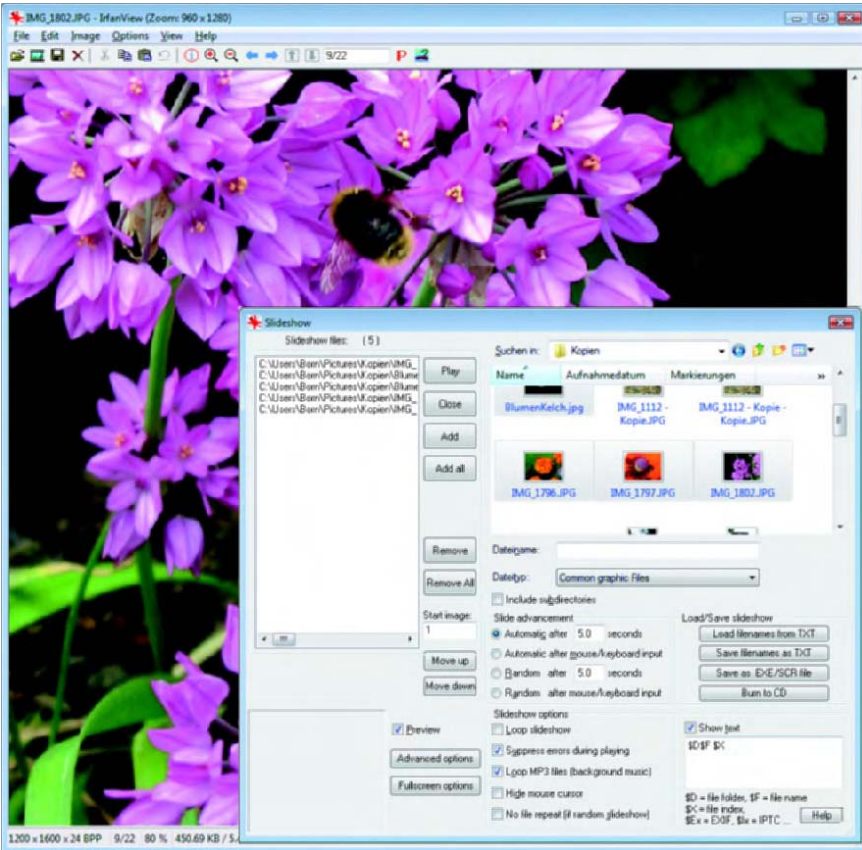 IMG_1802.JPG - IrfanView (Zoom: 960 x 1280)
File Edit Image Options View Help
9/22
Slideshow
Slideshow files: (5)
C:\Users\Born\Pictures\Kopien\IMG_
C:\Users\Born\Pictures\Kopien\Blume
C:\Users\Born\Pictures\Kopien\Blume
C:\Users\Born\Pictures\Kopien\IMG_
C:\Users\Born\Pictures\Kopien\IMG_
Play
Close
Add
Add all
Remove
Remove All
Start image:
1
Move up
Move down
Suchen in: Kopien
Name Aufnahmedatum Markierungen »
BlumenKelch.jpg
IMG_1112 - Kopie.JPG
IMG_1112 - Kopie - Kopie.JPG
IMG_1796.JPG IMG_1797.JPG IMG_1802.JPG
Dateiname:
Dateityp: Common graphic Files
Include subdirectories
Slide advancement
Automatic after 5.0 seconds
Automatic after mouse/keyboard input
Random after 5.0 seconds
Random after mouse/keyboard input
Load/Save slideshow
Load filenames from TXT
Save filenames as TXT
Save as EXE/SCR file
Burn to CD
Preview
Advanced options
Fullscreen options
Slideshow options
Loop slideshow
Suppress errors during playing
Loop MP3 files (background music)
Hide mouse cursor
No file repeat (if random slideshow)
Show text
$D$F $X
$D = file folder, $F = file name
$X = file index,
$Ex = EXIF, $Ix = IPTC ...
Help
1200 x 1600 x 24 BPP 9/22 80 % 450.69 KB / 5.